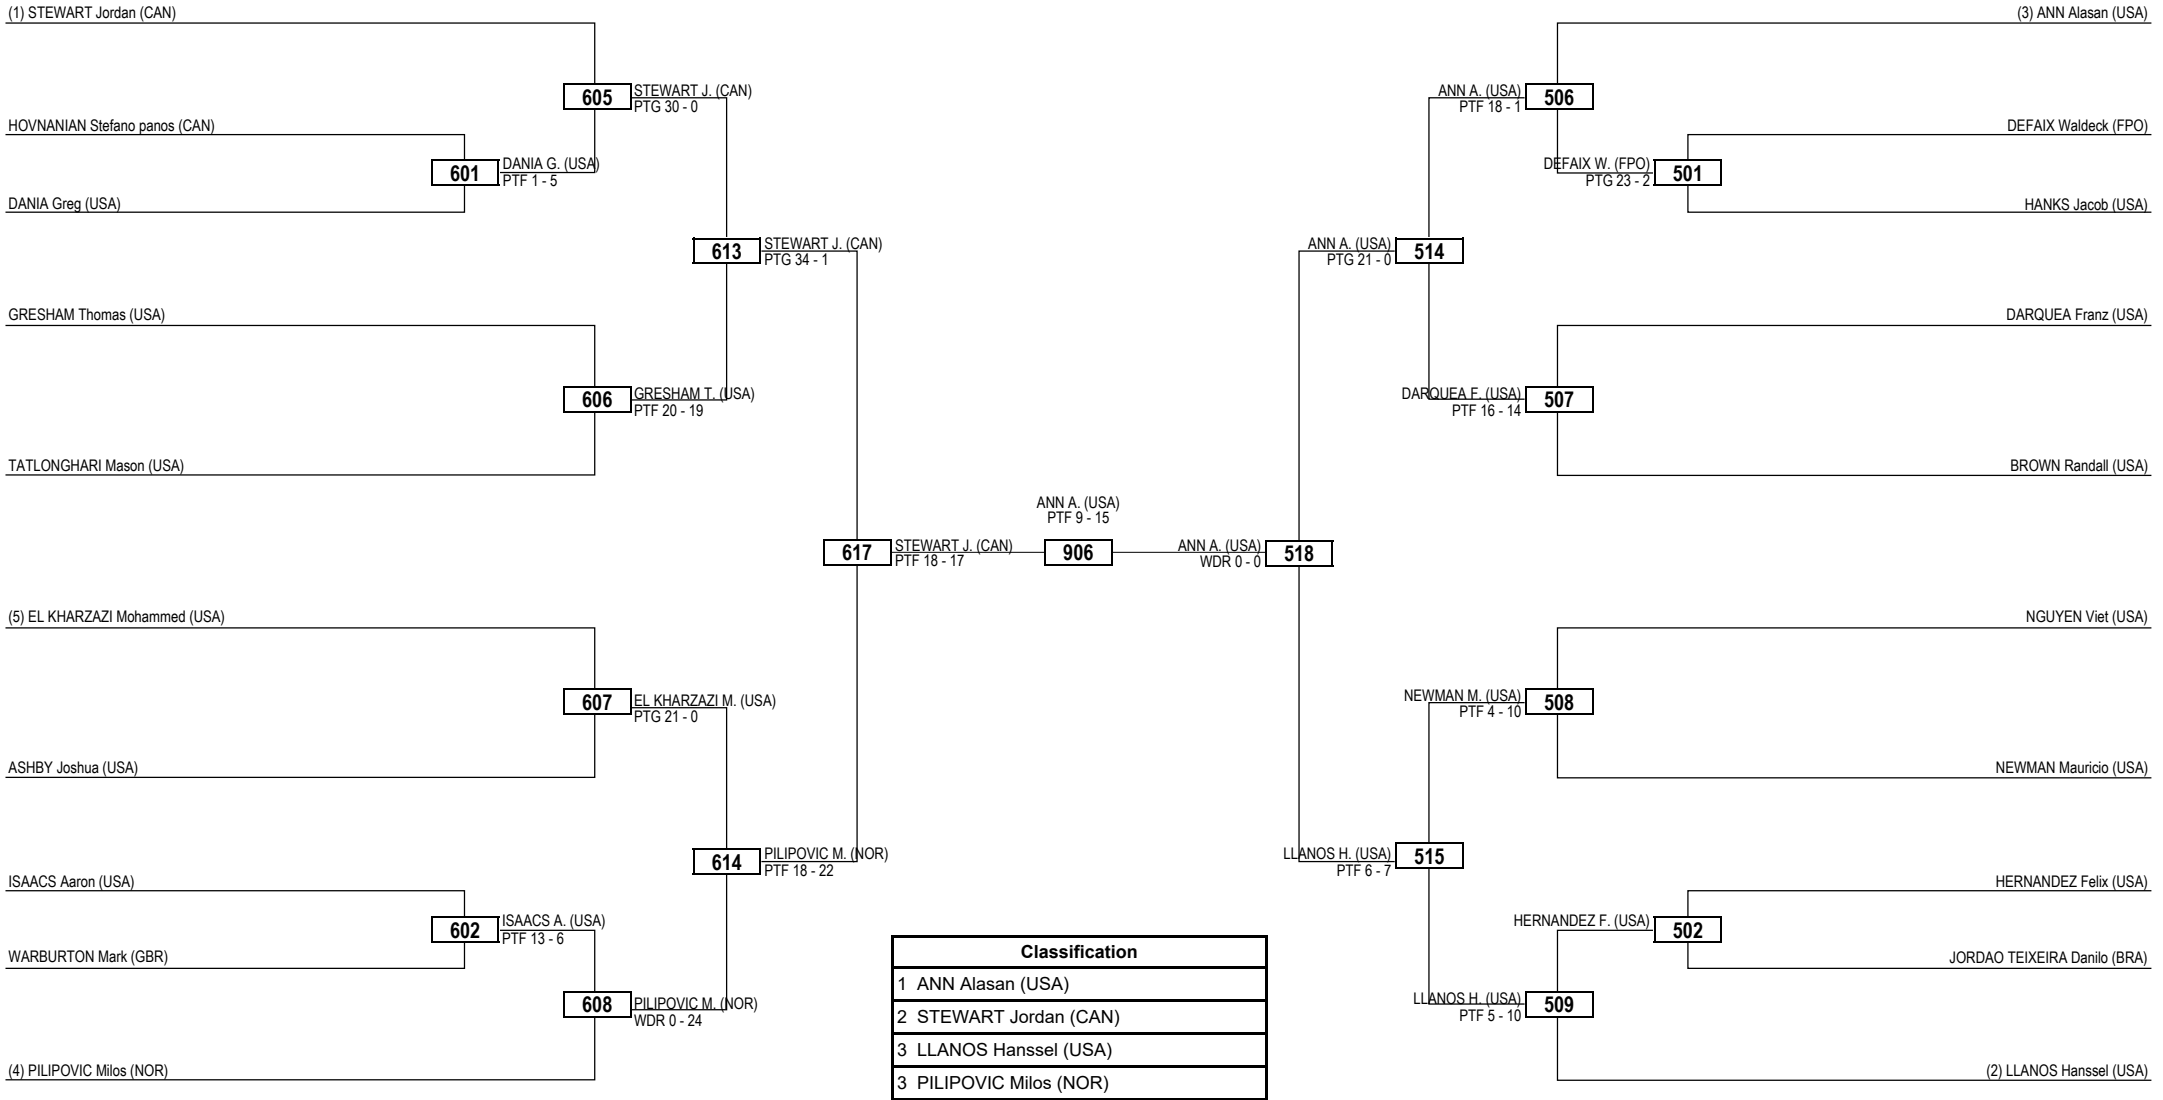 (1) STEWART Jordan (CAN)
605
STEWART J. (CAN)
PTG 30 - 0
HOVNANIAN Stefano panos (CAN)
601
DANIA G. (USA)
PTF 1 - 5
DANIA Greg (USA)
613
STEWART J. (CAN)
PTG 34 - 1
GRESHAM Thomas (USA)
606
GRESHAM T. (USA)
PTF 20 - 19
TATLONGHARI Mason (USA)
617
STEWART J. (CAN)
PTF 18 - 17
(5) EL KHARZAZI Mohammed (USA)
607
EL KHARZAZI M. (USA)
PTG 21 - 0
ASHBY Joshua (USA)
614
PILIPOVIC M. (NOR)
PTF 18 - 22
ISAACS Aaron (USA)
602
ISAACS A. (USA)
PTF 13 - 6
WARBURTON Mark (GBR)
608
PILIPOVIC M. (NOR)
WDR 0 - 24
(4) PILIPOVIC Milos (NOR)
ANN A. (USA)
PTF 9 - 15
906
(3) ANN Alasan (USA)
ANN A. (USA)
PTF 18 - 1
506
DEFAIX Waldeck (FPO)
DEFAIX W. (FPO)
PTG 23 - 2
501
HANKS Jacob (USA)
ANN A. (USA)
PTG 21 - 0
514
DARQUEA Franz (USA)
DARQUEA F. (USA)
PTF 16 - 14
507
BROWN Randall (USA)
ANN A. (USA)
WDR 0 - 0
518
NGUYEN Viet (USA)
NEWMAN M. (USA)
PTF 4 - 10
508
NEWMAN Mauricio (USA)
LLANOS H. (USA)
PTF 6 - 7
515
HERNANDEZ Felix (USA)
HERNANDEZ F. (USA)
502
JORDAO TEIXEIRA Danilo (BRA)
LLANOS H. (USA)
PTF 5 - 10
509
(2) LLANOS Hanssel (USA)
Classification
1 ANN Alasan (USA)
2 STEWART Jordan (CAN)
3 LLANOS Hanssel (USA)
3 PILIPOVIC Milos (NOR)